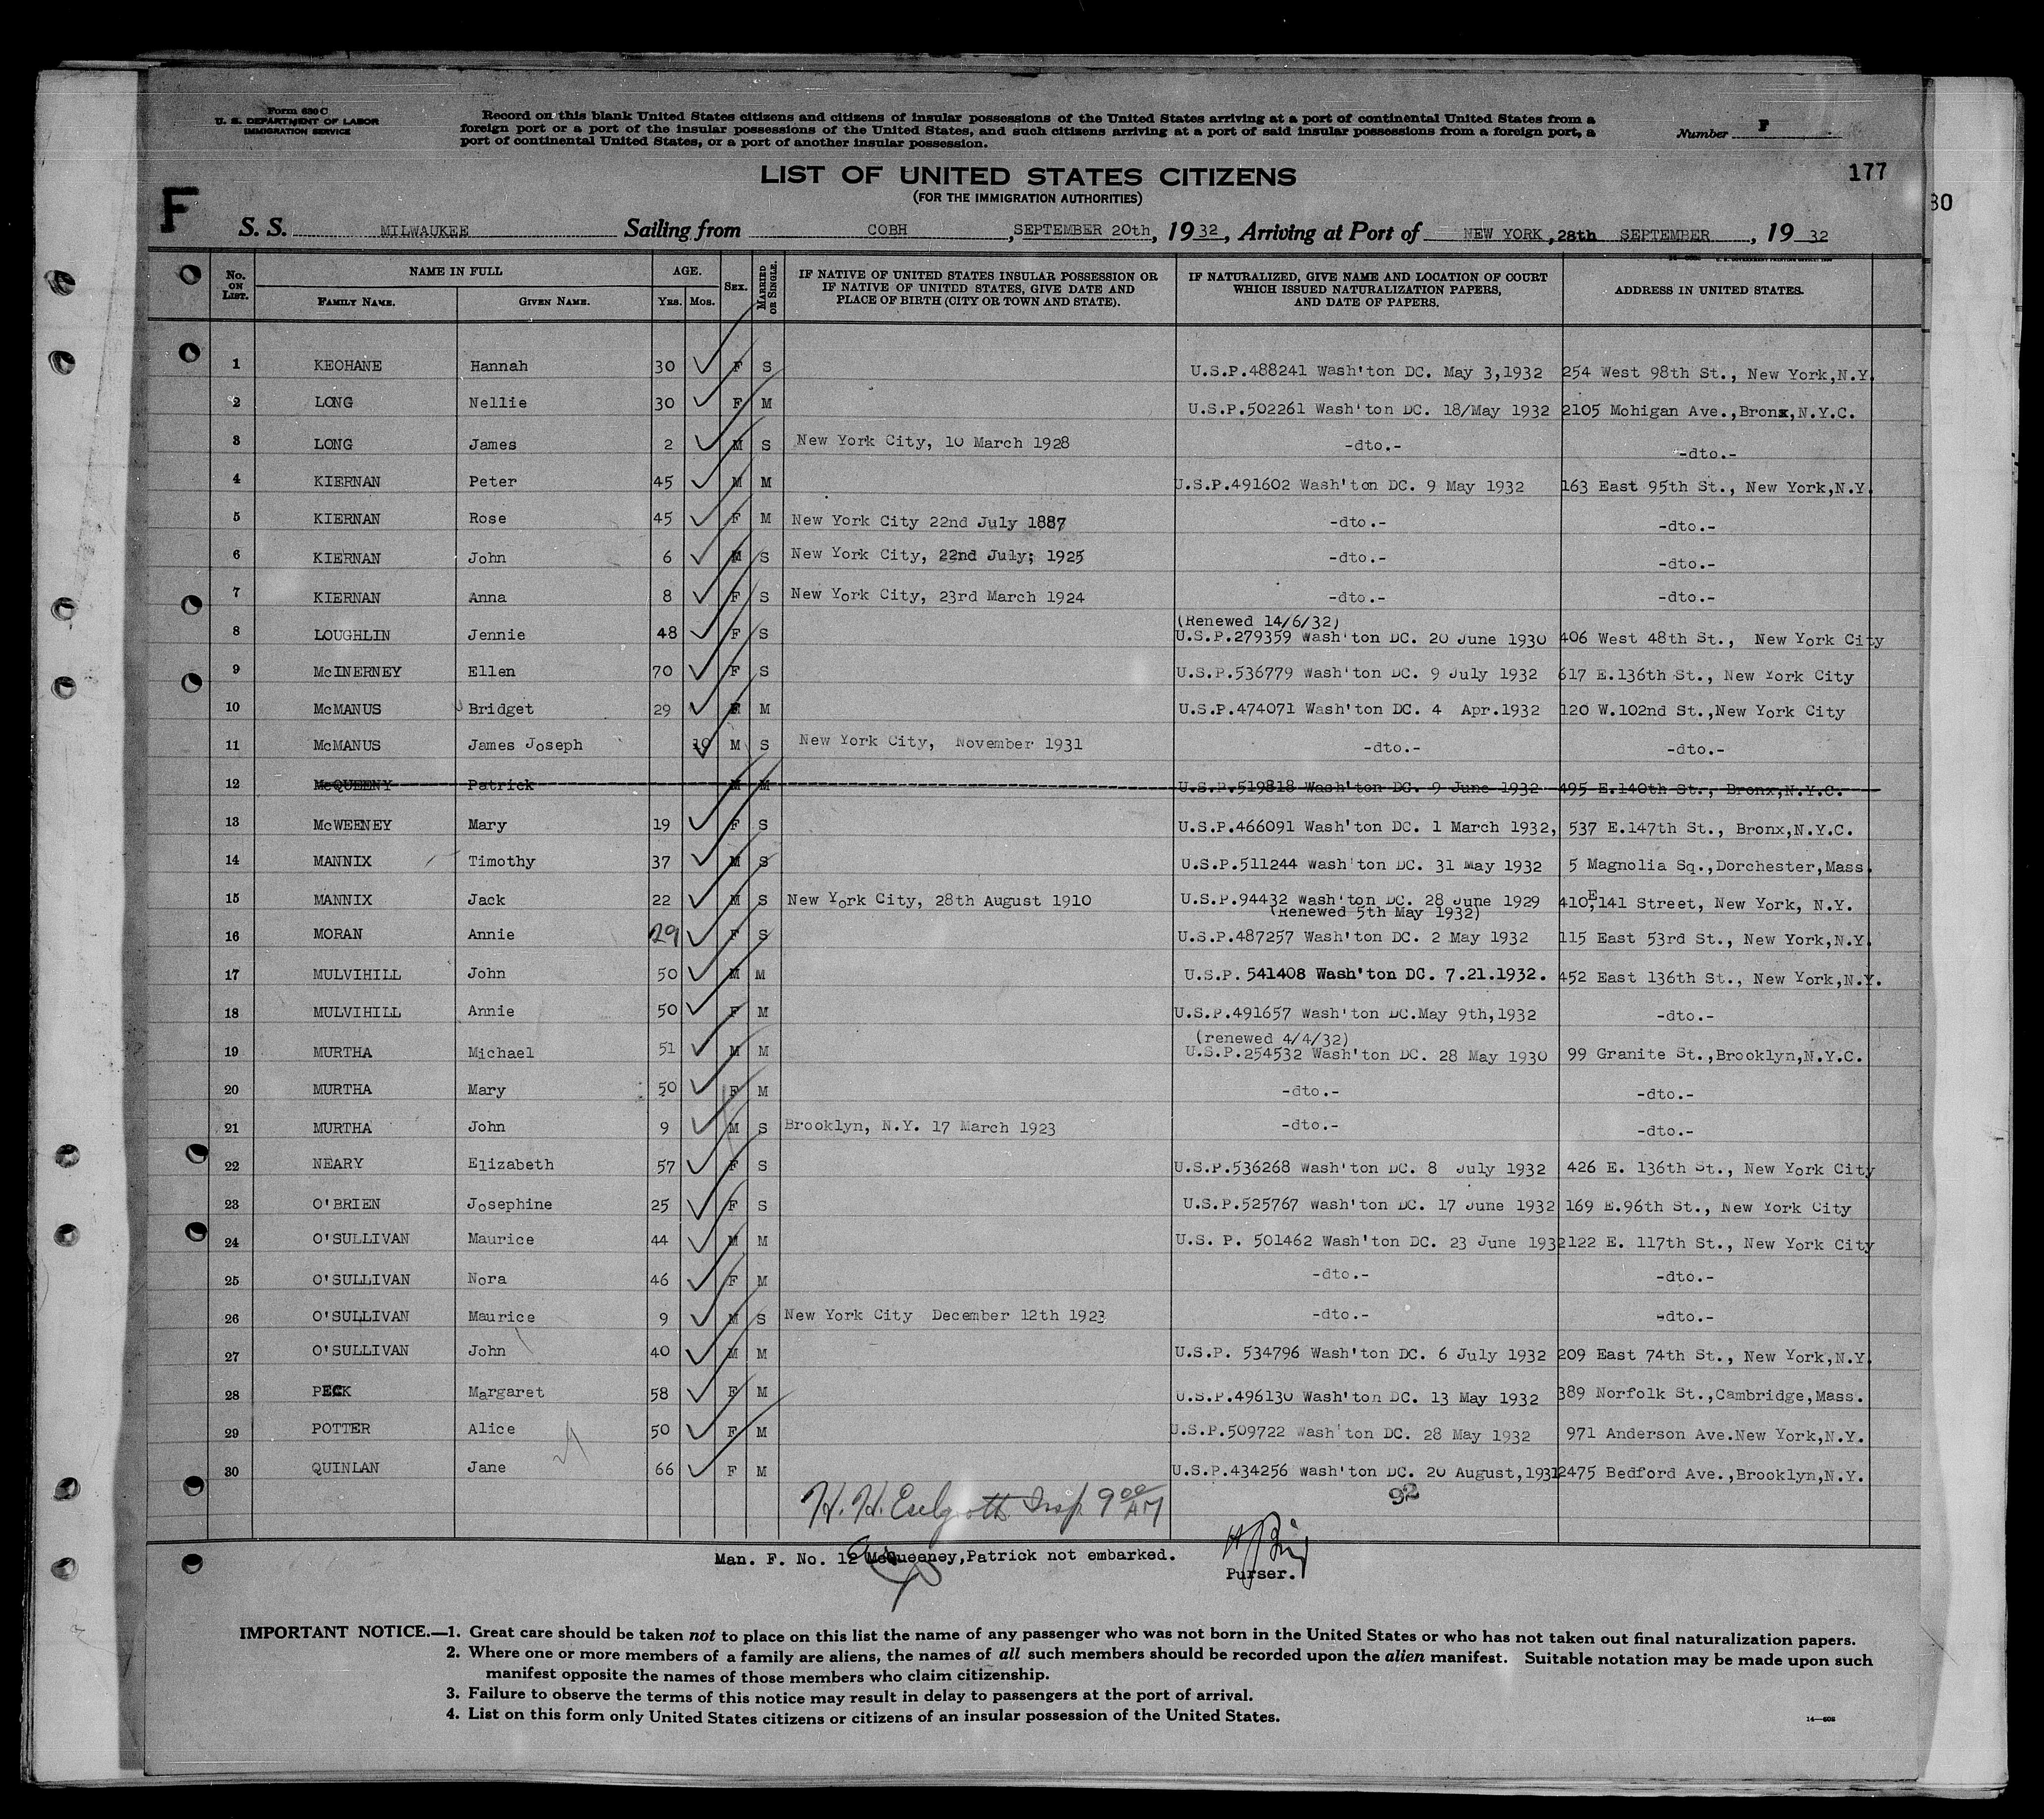 Form 630 C
U. S. DEPARTMENT OF LABOR
IMMIGRATION SERVICE
Record on this blank United States citizens and citizens of insular possessions of the United States arriving at a port of continental United States from a
foreign port or a port of the insular possessions of the United States, and such citizens arriving at a port of said insular possessions from a foreign port, a
port of continental United States, or a port of another insular possession.
Number F
177
80
LIST OF UNITED STATES CITIZENS
(FOR THE IMMIGRATION AUTHORITIES)
F
S. S. MILWAUKEE Sailing from COBH, SEPTEMBER 20th, 1932, Arriving at Port of NEW YORK, 28th SEPTEMBER, 19 32
No. ON LIST. NAME IN FULL FAMILY NAME. GIVEN NAME. AGE. YRS. MOS. SEX. MARRIED OR SINGLE. IF NATIVE OF UNITED STATES INSULAR POSSESSION OR IF NATIVE OF UNITED STATES, GIVE DATE AND PLACE OF BIRTH (CITY OR TOWN AND STATE). IF NATURALIZED, GIVE NAME AND LOCATION OF COURT WHICH ISSUED NATURALIZATION PAPERS, AND DATE OF PAPERS. ADDRESS IN UNITED STATES.
1 KEOHANE Hannah 30 F S U.S.P.488241 Wash'ton DC. May 3,1932 254 West 98th St., New York,N.Y.
2 LONG Nellie 30 F M U.S.P.502261 Wash'ton DC. 18/May 1932 2105 Mohigan Ave.,Bronx,N.Y.C.
3 LONG James 2 M S New York City, 10 March 1928 -dto.- -dto.-
4 KIERNAN Peter 45 M M U.S.P.491602 Wash'ton DC. 9 May 1932 163 East 95th St., New York,N.Y.
5 KIERNAN Rose 45 F M New York City 22nd July 1887 -dto.- -dto.-
6 KIERNAN John 6 M S New York City, 22nd July; 1925 -dto.- -dto.-
7 KIERNAN Anna 8 F S New York City, 23rd March 1924 -dto.- -dto.-
(Renewed 14/6/32)
8 LOUGHLIN Jennie 48 F S U.S.P.279359 Wash'ton DC. 20 June 1930 406 West 48th St., New York City
9 McINERNEY Ellen 70 F S U.S.P.536779 Wash'ton DC. 9 July 1932 617 E.136th St., New York City
10 McMANUS Bridget 29 F M U.S.P.474071 Wash'ton DC. 4 Apr.1932 120 W.102nd St.,New York City
11 McMANUS James Joseph 10 M S New York City, November 1931 -dto.- -dto.-
12 McQUEENY Patrick M M U.S.P.519818 Wash'ton DC. 9 June 1932 495 E.140th St., Bronx,N.Y.C.
13 McWEENEY Mary 19 F S U.S.P.466091 Wash'ton DC. 1 March 1932, 537 E.147th St., Bronx,N.Y.C.
14 MANNIX Timothy 37 M S U.S.P.511244 Wash'ton DC. 31 May 1932 5 Magnolia Sq.,Dorchester,Mass.
15 MANNIX Jack 22 M S New York City, 28th August 1910 U.S.P.94432 Wash'ton DC. 28 June 1929 410,E 141 Street, New York, N.Y.
(Renewed 5th May 1932)
16 MORAN Annie 29 F S U.S.P.487257 Wash'ton DC. 2 May 1932 115 East 53rd St., New York,N.Y.
17 MULVIHILL John 50 M M U.S.P. 541408 Wash'ton DC. 7.21.1932. 452 East 136th St., New York,N.Y.
18 MULVIHILL Annie 50 F M U.S.P.491657 Wash'ton DC.May 9th,1932 -dto.-
(renewed 4/4/32)
19 MURTHA Michael 51 M M U.S.P.254532 Wash'ton DC. 28 May 1930 99 Granite St.,Brooklyn,N.Y.C.
20 MURTHA Mary 50 F M -dto.- -dto.-
21 MURTHA John 9 M S Brooklyn, N.Y. 17 March 1923 -dto.- -dto.-
22 NEARY Elizabeth 57 F S U.S.P.536268 Wash'ton DC. 8 July 1932 426 E. 136th St., New York City
23 O'BRIEN Josephine 25 F S U.S.P.525767 Wash'ton DC. 17 June 1932 169 E.96th St., New York City
24 O'SULLIVAN Maurice 44 M M U.S. P. 501462 Wash'ton DC. 23 June 1932 122 E. 117th St., New York City
25 O'SULLIVAN Nora 46 F M -dto.- -dto.-
26 O'SULLIVAN Maurice 9 M S New York City December 12th 1923 -dto.- -dto.-
27 O'SULLIVAN John 40 M M U.S.P. 534796 Wash'ton DC. 6 July 1932 209 East 74th St., New York,N.Y.
28 PECK Margaret 58 F M U.S.P.496130 Wash'ton DC. 13 May 1932 389 Norfolk St.,Cambridge,Mass.
29 POTTER Alice 50 F M U.S.P.509722 Wash'ton DC. 28 May 1932 971 Anderson Ave.New York,N.Y.
30 QUINLAN Jane 66 F M U.S.P.434256 Wash'ton DC. 20 August,1931 2475 Bedford Ave.,Brooklyn,N.Y.
92
H. H. Insp. 9 00 AM
Man. F. No. 12 McQueeney,Patrick not embarked.
Purser.
IMPORTANT NOTICE.—1. Great care should be taken not to place on this list the name of any passenger who was not born in the United States or who has not taken out final naturalization papers.
2. Where one or more members of a family are aliens, the names of all such members should be recorded upon the alien manifest. Suitable notation may be made upon such
manifest opposite the names of those members who claim citizenship.
3. Failure to observe the terms of this notice may result in delay to passengers at the port of arrival.
4. List on this form only United States citizens or citizens of an insular possession of the United States.